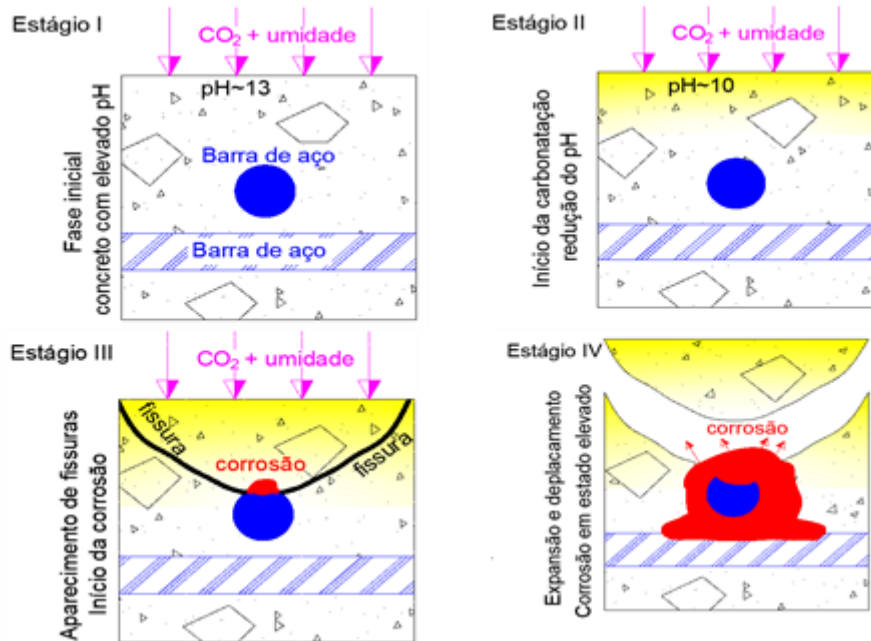 Estágio I
CO₂ + umidade
pH~13
Barra de aço
Barra de aço
Fase inicial
concreto com elevado pH
Estágio II
CO₂ + umidade
pH~10
Início da carbonatação
redução do pH
Estágio III
CO₂ + umidade
fissura
fissura
corrosão
Aparecimento de fissuras
Início da corrosão
Estágio IV
corrosão
Expansão e deplacamento
Corrosão em estado elevado